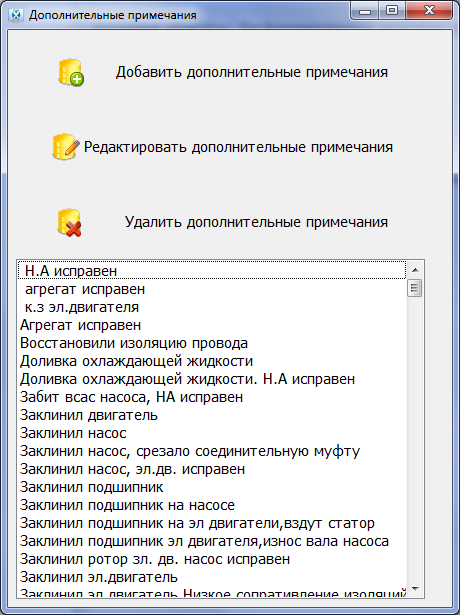 Дополнительные примечания
Добавить дополнительные примечания
Редактировать дополнительные примечания
Удалить дополнительные примечания
Н.А исправен
агрегат исправен
к.з эл.двигателя
Агрегат исправен
Восстановили изоляцию провода
Доливка охлаждающей жидкости
Доливка охлаждающей жидкости. Н.А исправен
Забит всас насоса, НА исправен
Заклинил двигатель
Заклинил насос
Заклинил насос, срезало соединительную муфту
Заклинил насос, эл.дв. исправен
Заклинил подшипник
Заклинил подшипник на насосе
Заклинил подшипник на эл двигатели,вздут статор
Заклинил подшипник эл двигателя,износ вала насоса
Заклинил ротор зл. дв. насос исправен
Заклинил эл.двигатель
Заклинил эл.двигатель.Низкое сопративление изоляций